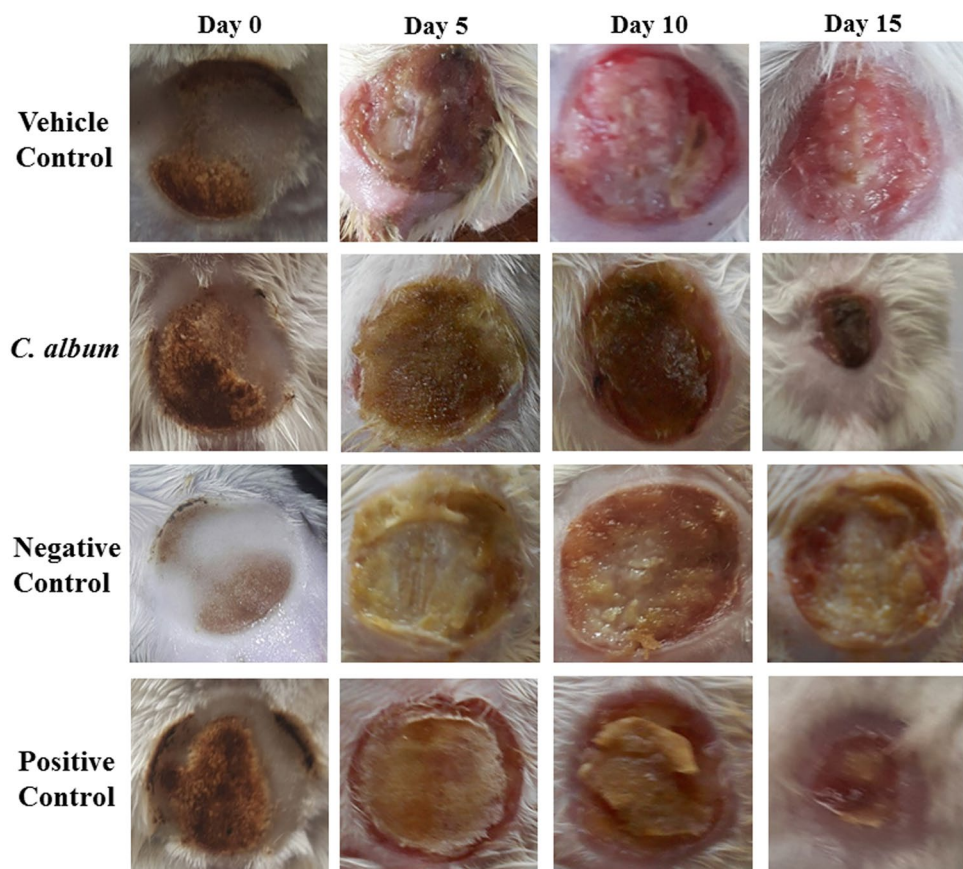 Day 0 Day 5 Day 10 Day 15
Vehicle
Control
C. album
Negative
Control
Positive
Control